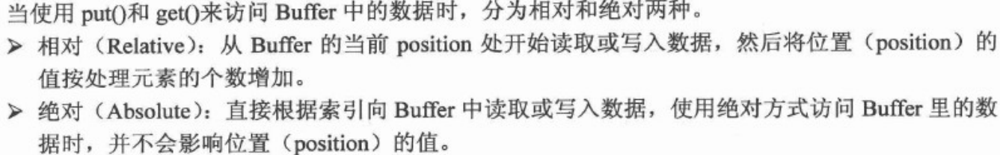 当使用 put()和 get()来访问 Buffer 中的数据时，分为相对和绝对两种。
➢ 相对（Relative）：从 Buffer 的当前 position 处开始读取或写入数据，然后将位置（position）的
值按处理元素的个数增加。
➢ 绝对（Absolute）：直接根据索引向 Buffer 中读取或写入数据，使用绝对方式访问 Buffer 里的数
据时，并不会影响位置（position）的值。